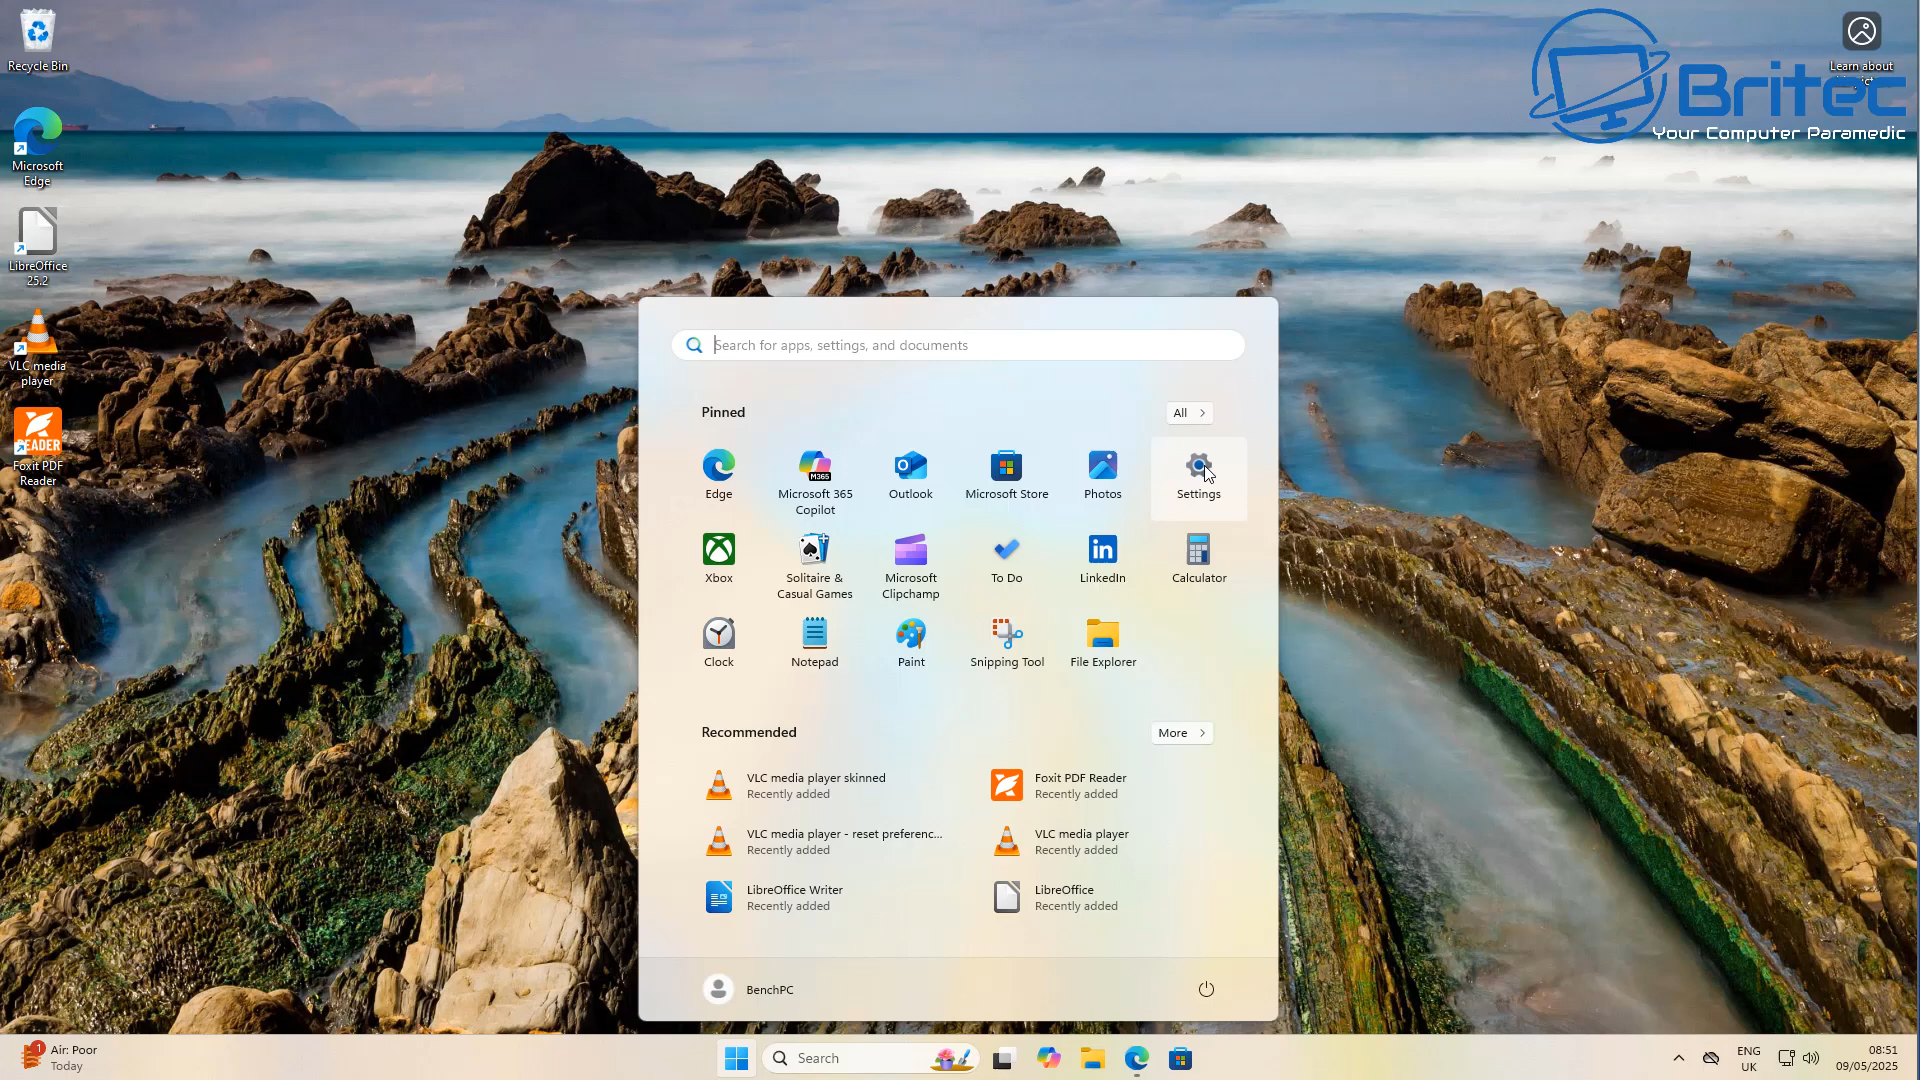 Recycle Bin
Microsoft
Edge
LibreOffice
25.2
VLC media
player
READER
Foxit PDF
Reader
Learn about
Britec
Your Computer Paramedic
Search for apps, settings, and documents
Pinned
All
Edge
M365
Microsoft 365
Copilot
Outlook
Microsoft Store
Photos
Settings
Xbox
Solitaire &
Casual Games
Microsoft
Clipchamp
To Do
in
LinkedIn
Calculator
Clock
Notepad
Paint
Snipping Tool
File Explorer
Recommended
More
VLC media player skinned
Recently added
Foxit PDF Reader
Recently added
VLC media player - reset preferenc...
Recently added
VLC media player
Recently added
LibreOffice Writer
Recently added
LibreOffice
Recently added
BenchPC
1
Air: Poor
Today
Search
ENG
UK
08:51
09/05/2025